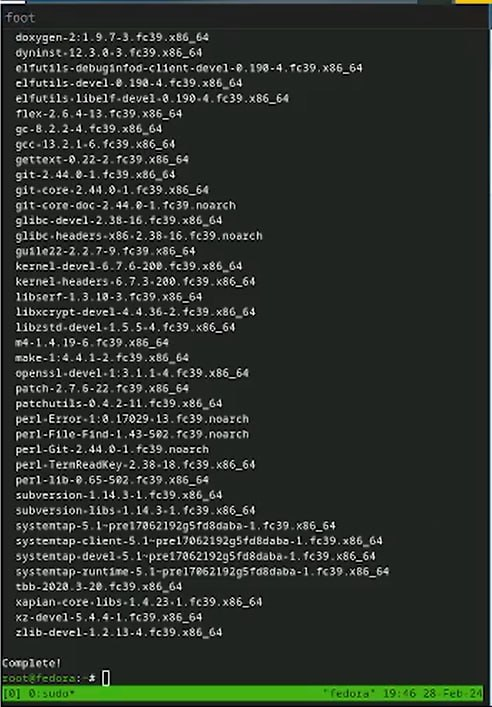 foot
doxygen-2:1.9.7-3.fc39.x86_64
dyninst-12.3.0-3.fc39.x86_64
elfutils-debuginfod-client-devel-0.190-4.fc39.x86_64
elfutils-devel-0.190-4.fc39.x86_64
elfutils-libelf-devel-0.190-4.fc39.x86_64
flex-2.6.4-13.fc39.x86_64
gc-8.2.2-4.fc39.x86_64
gcc-13.2.1-6.fc39.x86_64
gettext-0.22-2.fc39.x86_64
git-2.44.0-1.fc39.x86_64
git-core-2.44.0-1.fc39.x86_64
git-core-doc-2.44.0-1.fc39.noarch
glibc-devel-2.38-16.fc39.x86_64
glibc-headers-x86-2.38-16.fc39.noarch
guile22-2.2.7-9.fc39.x86_64
kernel-devel-6.7.6-200.fc39.x86_64
kernel-headers-6.7.3-200.fc39.x86_64
libserf-1.3.10-3.fc39.x86_64
libxcrypt-devel-4.4.36-2.fc39.x86_64
libzstd-devel-1.5.5-4.fc39.x86_64
m4-1.4.19-6.fc39.x86_64
make-1:4.4.1-2.fc39.x86_64
openssl-devel-1:3.1.1-4.fc39.x86_64
patch-2.7.6-22.fc39.x86_64
patchutils-0.4.2-11.fc39.x86_64
perl-Error-1:0.17029-13.fc39.noarch
perl-File-Find-1.43-502.fc39.noarch
perl-Git-2.44.0-1.fc39.noarch
perl-TermReadKey-2.38-18.fc39.x86_64
perl-lib-0.65-502.fc39.x86_64
subversion-1.14.3-1.fc39.x86_64
subversion-libs-1.14.3-1.fc39.x86_64
systemtap-5.1~pre17062192g5fd8daba-1.fc39.x86_64
systemtap-client-5.1~pre17062192g5fd8daba-1.fc39.x86_64
systemtap-devel-5.1~pre17062192g5fd8daba-1.fc39.x86_64
systemtap-runtime-5.1~pre17062192g5fd8daba-1.fc39.x86_64
tbb-2020.3-20.fc39.x86_64
xapian-core-libs-1.4.23-1.fc39.x86_64
xz-devel-5.4.4-1.fc39.x86_64
zlib-devel-1.2.13-4.fc39.x86_64
Complete!
root@fedora:~#
[0] 0:sudo* "fedora" 19:46 28-Feb-24